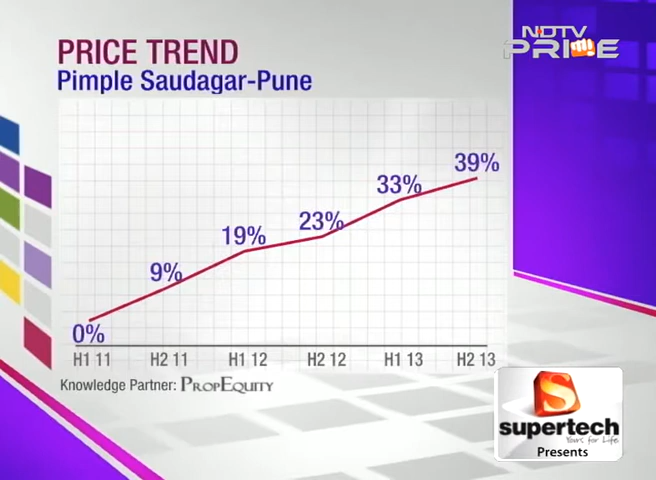 NDTV
PRIME
PRICE TREND
Pimple Saudagar-Pune
39%
33%
23%
19%
9%
0%
H1 11 H2 11 H1 12 H2 12 H1 13 H2 13
Knowledge Partner: PROPEQUITY
S
supertech
Yours for Life
Presents